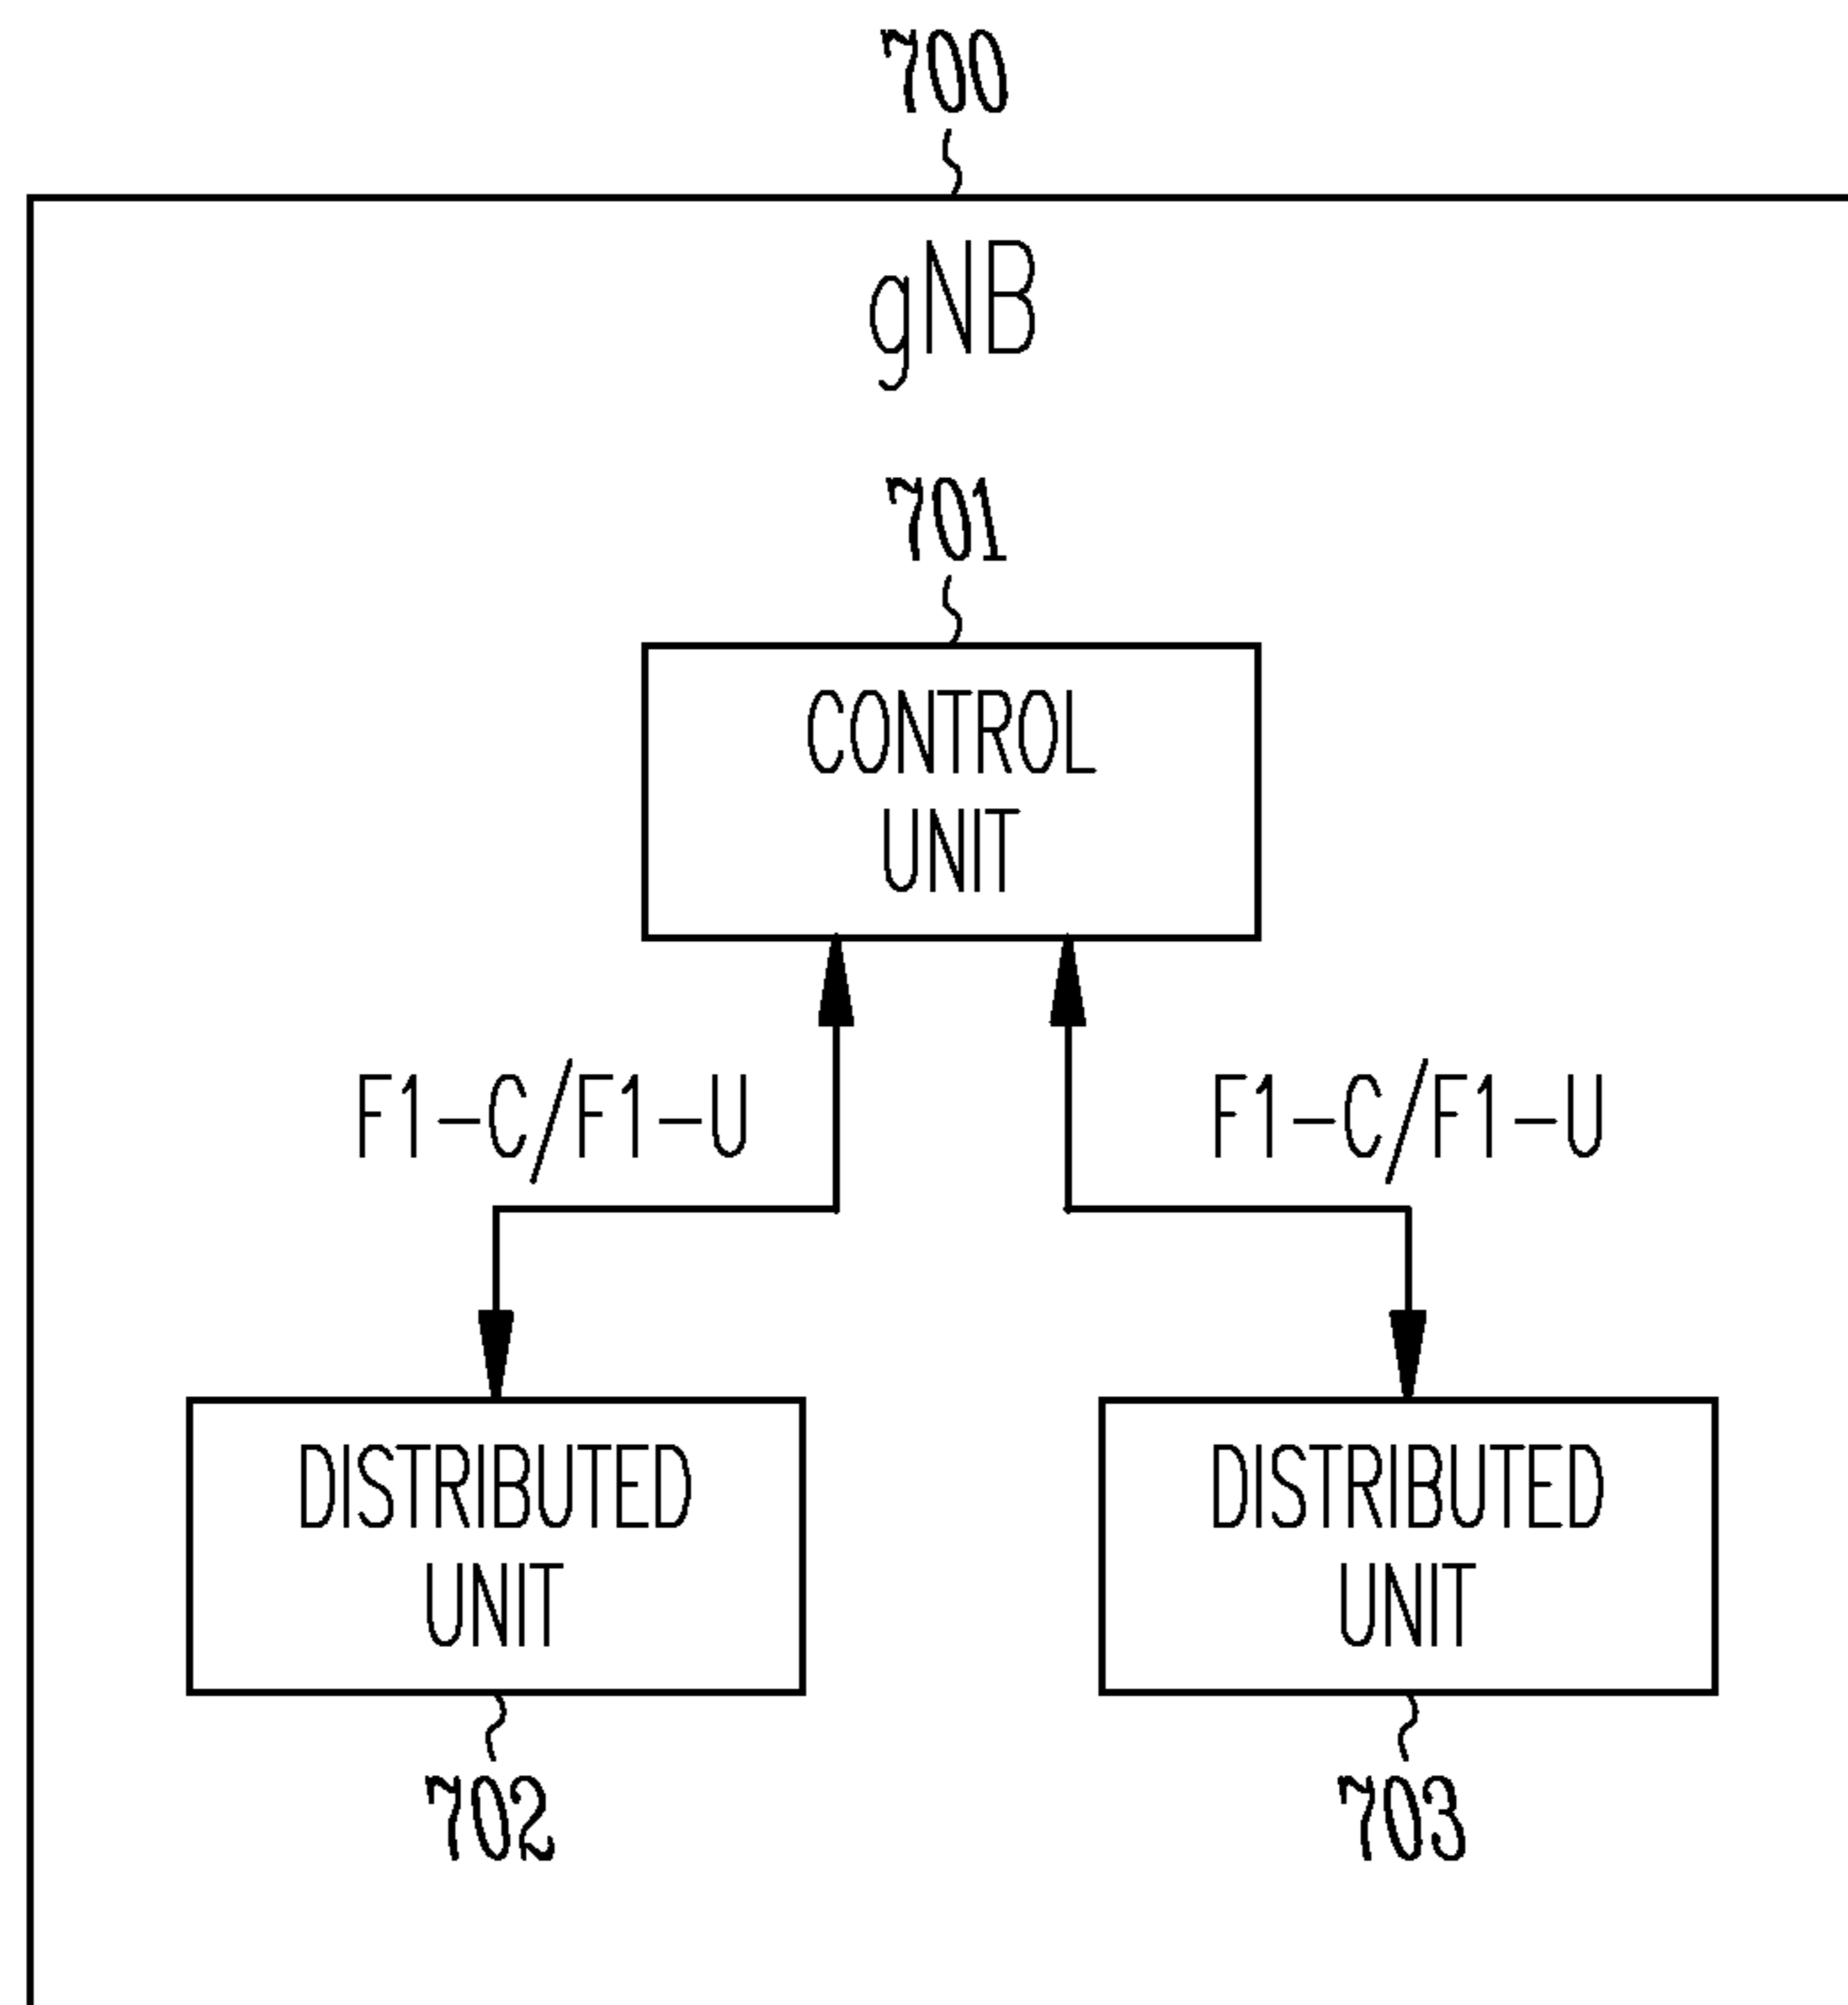 700
gNB
701
CONTROL
UNIT
F1-C/F1-U
F1-C/F1-U
DISTRIBUTED
UNIT
DISTRIBUTED
UNIT
702
703